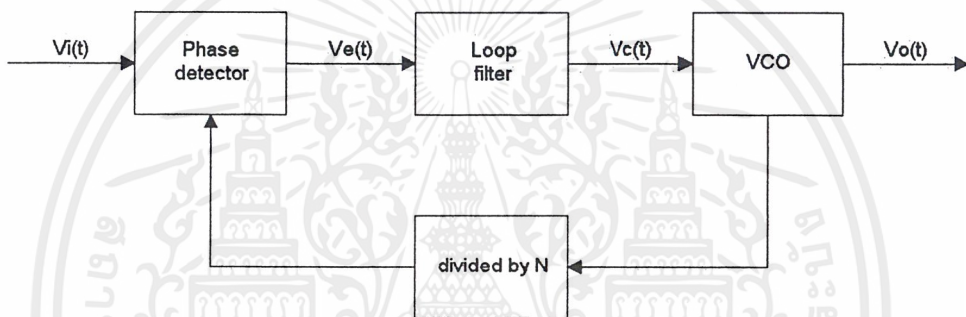 Vi(t)
Phase
detector
Ve(t)
Loop
filter
Vc(t)
VCO
Vo(t)
divided by N